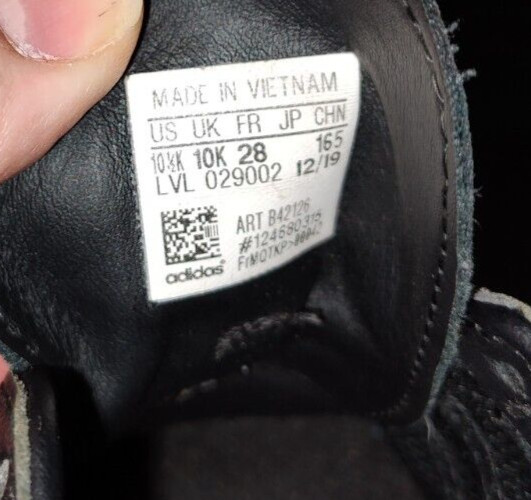 MADE IN VIETNAM
US UK FR JP CHN
10½K 10K 28 165
LVL 029002 12/19
ART B42126
#124680315
adidas